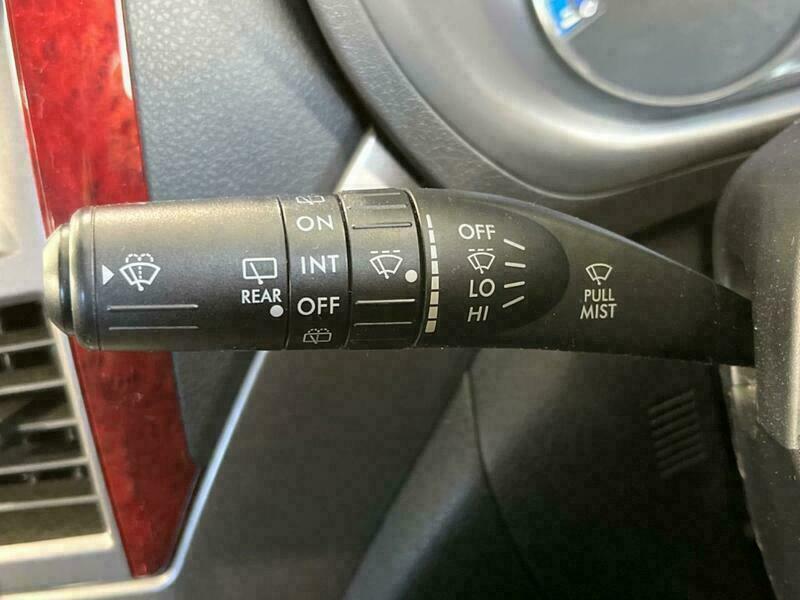 REAR
ON
INT
OFF
OFF
LO
HI
PULL
MIST